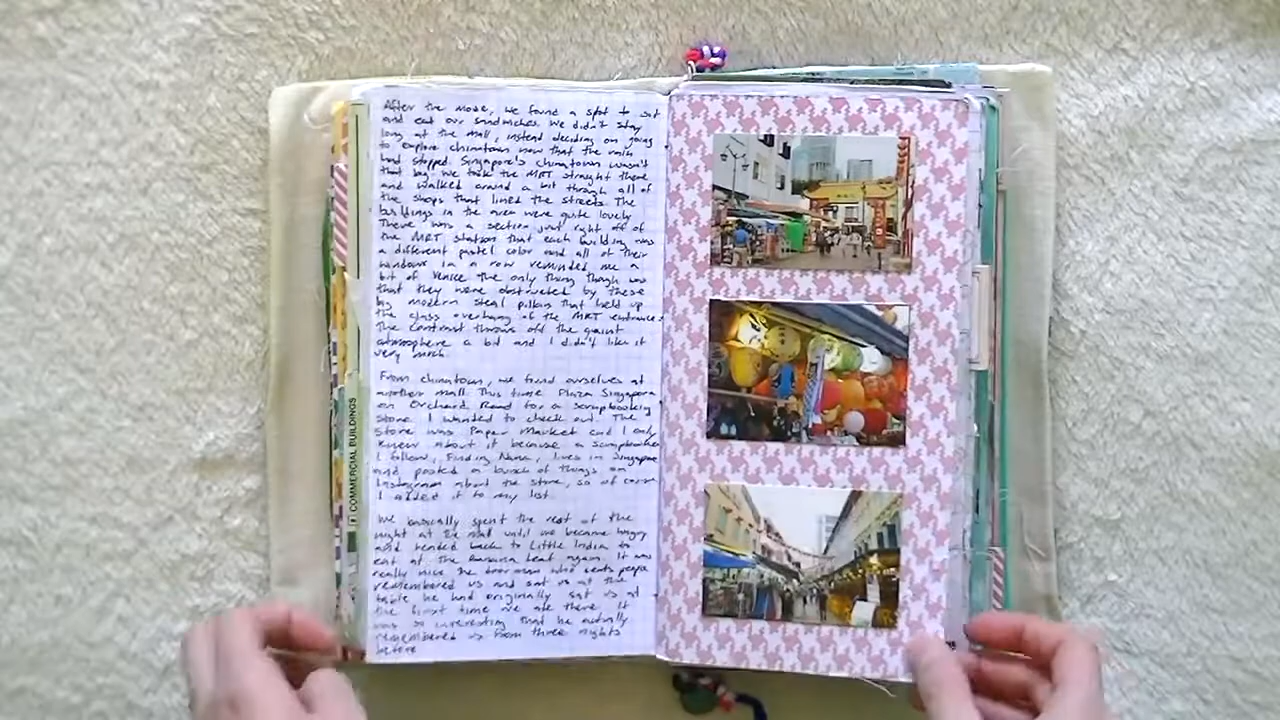 After the movie, we found a spot to sit
and eat our sandwiches. We didn't stay
long at the mall, instead deciding on going
to explore chinatown now that the rain
had stopped. Singapore's chinatown wasn't
that big. We took the MRT straight there
and walked around a bit through all of
the shops that lined the streets. The
buildings in the area were quite lovely
There was a section just right off of
the MRT station that each building was
a different pastel color and all of their
windows in a row reminded me a
bit of Venice the only thing though was
that they were obstructed by these
big modern steal pillars that held up
the glass overhang of the MRT entrance.
The contrast throws off the quaint
atmosphere a bit and I didn't like it
very much.
From chinatown, we found ourselves at
another mall this time Plaza Singapura
on Orchard Road for a Scrapbooking
store I wanted to check out. The
Store was Paper Market and I only
knew about it because a scrapbooker
I follow, Finding Nana, lives in Singapore
and posted a bunch of things on
Instagram about the store, so of course
I added it to my list.
We basically spent the rest of the
night at the mall until we became hungry
and headed back to Little India to
eat at the Banana Leaf again. It was
really nice the door man who seats people
remembered us and sat us at the
table he had originally sat us at
the first time we ate there. It
was so interesting that he actually
remembered us from three nights
before
COMMERCIAL BUILDINGS